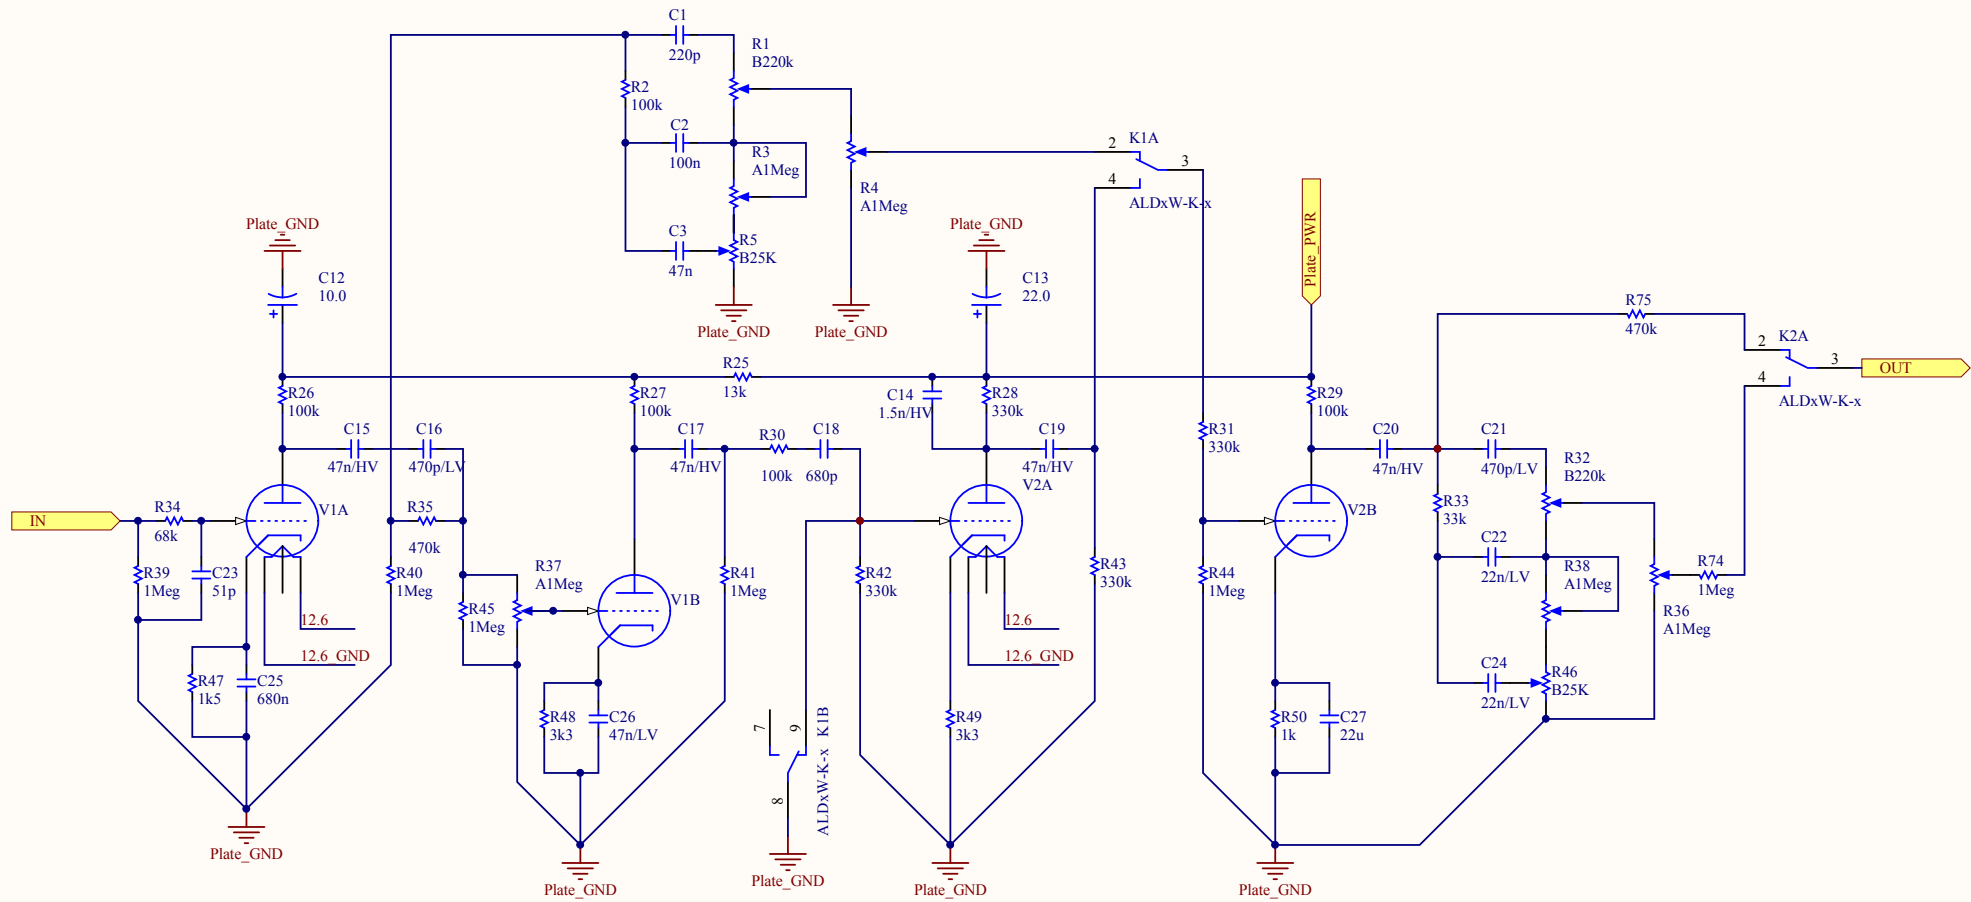 C1
220p
R1
B220k
R2
100k
C2
100n
R3
A1Meg
C3
47n
R5
B25K
Plate_GND
R4
A1Meg
Plate_GND
2
K1A
3
4
ALDxW-K-x
Plate_GND
C12
10.0
+
Plate_GND
C13
22.0
+
Plate_PWR
R75
470k
2
K2A
3
4
ALDxW-K-x
OUT
R26
100k
R27
100k
R25
13k
C14
1.5n/HV
R28
330k
R29
100k
C15
47n/HV
C16
470p/LV
C17
47n/HV
R30
100k
C18
680p
C19
47n/HV
V2A
R31
330k
C20
47n/HV
C21
470p/LV
R32
B220k
IN
R34
68k
V1A
R35
470k
R39
1Meg
C23
51p
R40
1Meg
R37
A1Meg
R45
1Meg
V1B
R41
1Meg
R42
330k
R43
330k
R44
1Meg
V2B
R33
33k
C22
22n/LV
R38
A1Meg
R74
1Meg
R36
A1Meg
12.6
12.6_GND
12.6
12.6_GND
R47
1k5
C25
680n
R48
3k3
C26
47n/LV
7
9
8
ALDxW-K-x K1B
R49
3k3
R50
1k
C27
22u
C24
22n/LV
R46
B25K
Plate_GND
Plate_GND
Plate_GND
Plate_GND
Plate_GND